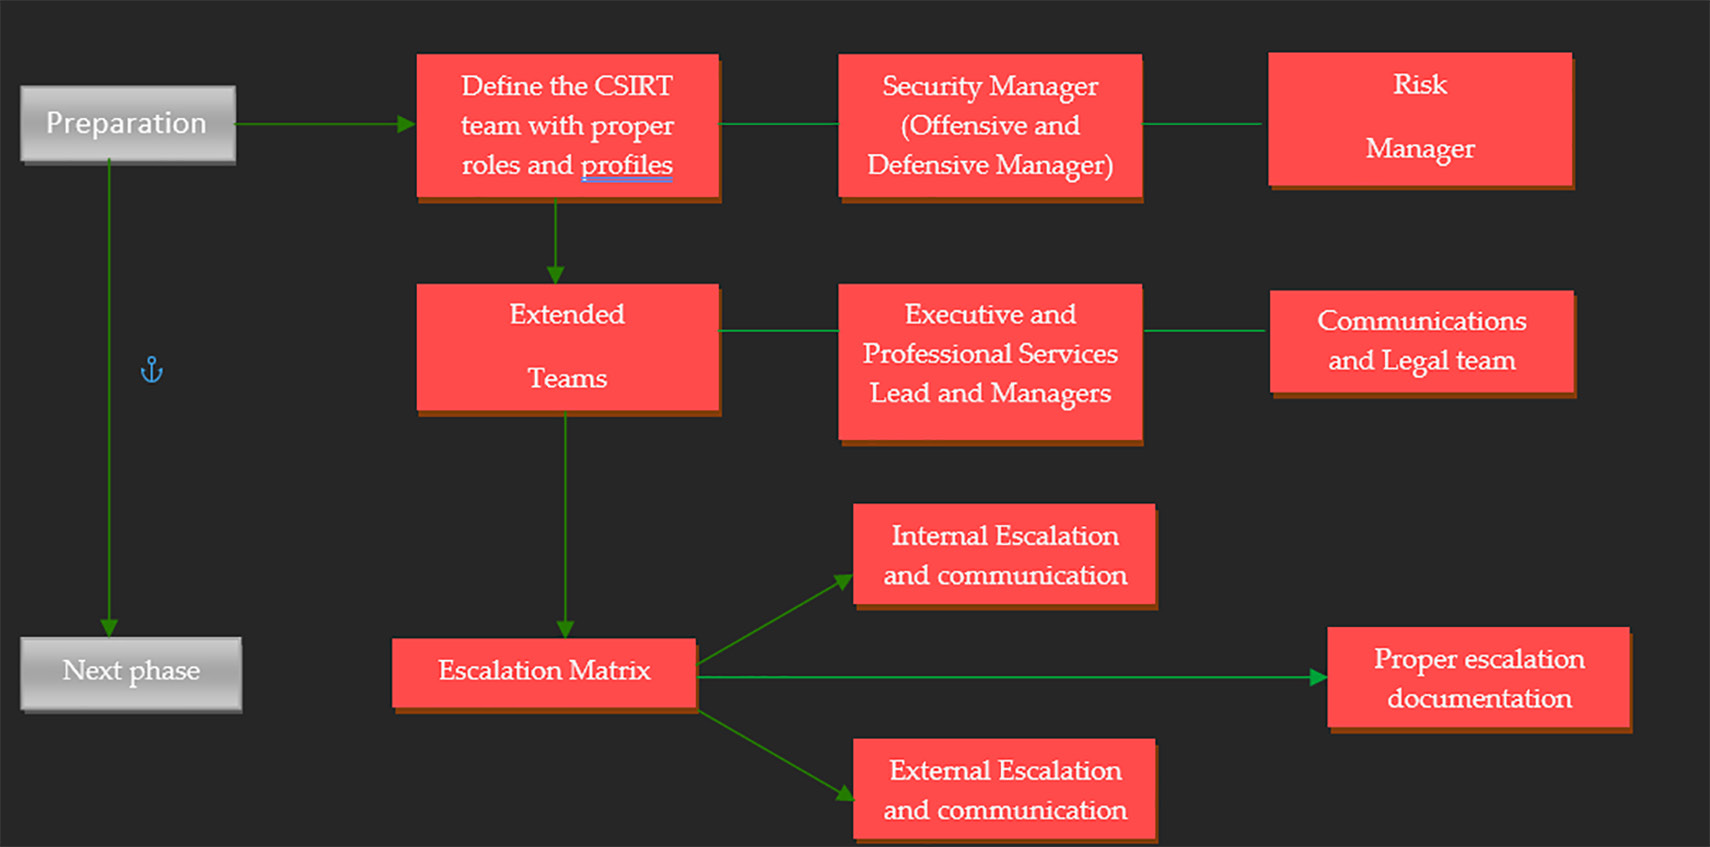 Preparation
Define the CSIRT
team with proper
roles and profiles
Security Manager
(Offensive and
Defensive Manager)
Risk
Manager
Extended
Teams
Executive and
Professional Services
Lead and Managers
Communications
and Legal team
Internal Escalation
and communication
Next phase
Escalation Matrix
Proper escalation
documentation
External Escalation
and communication